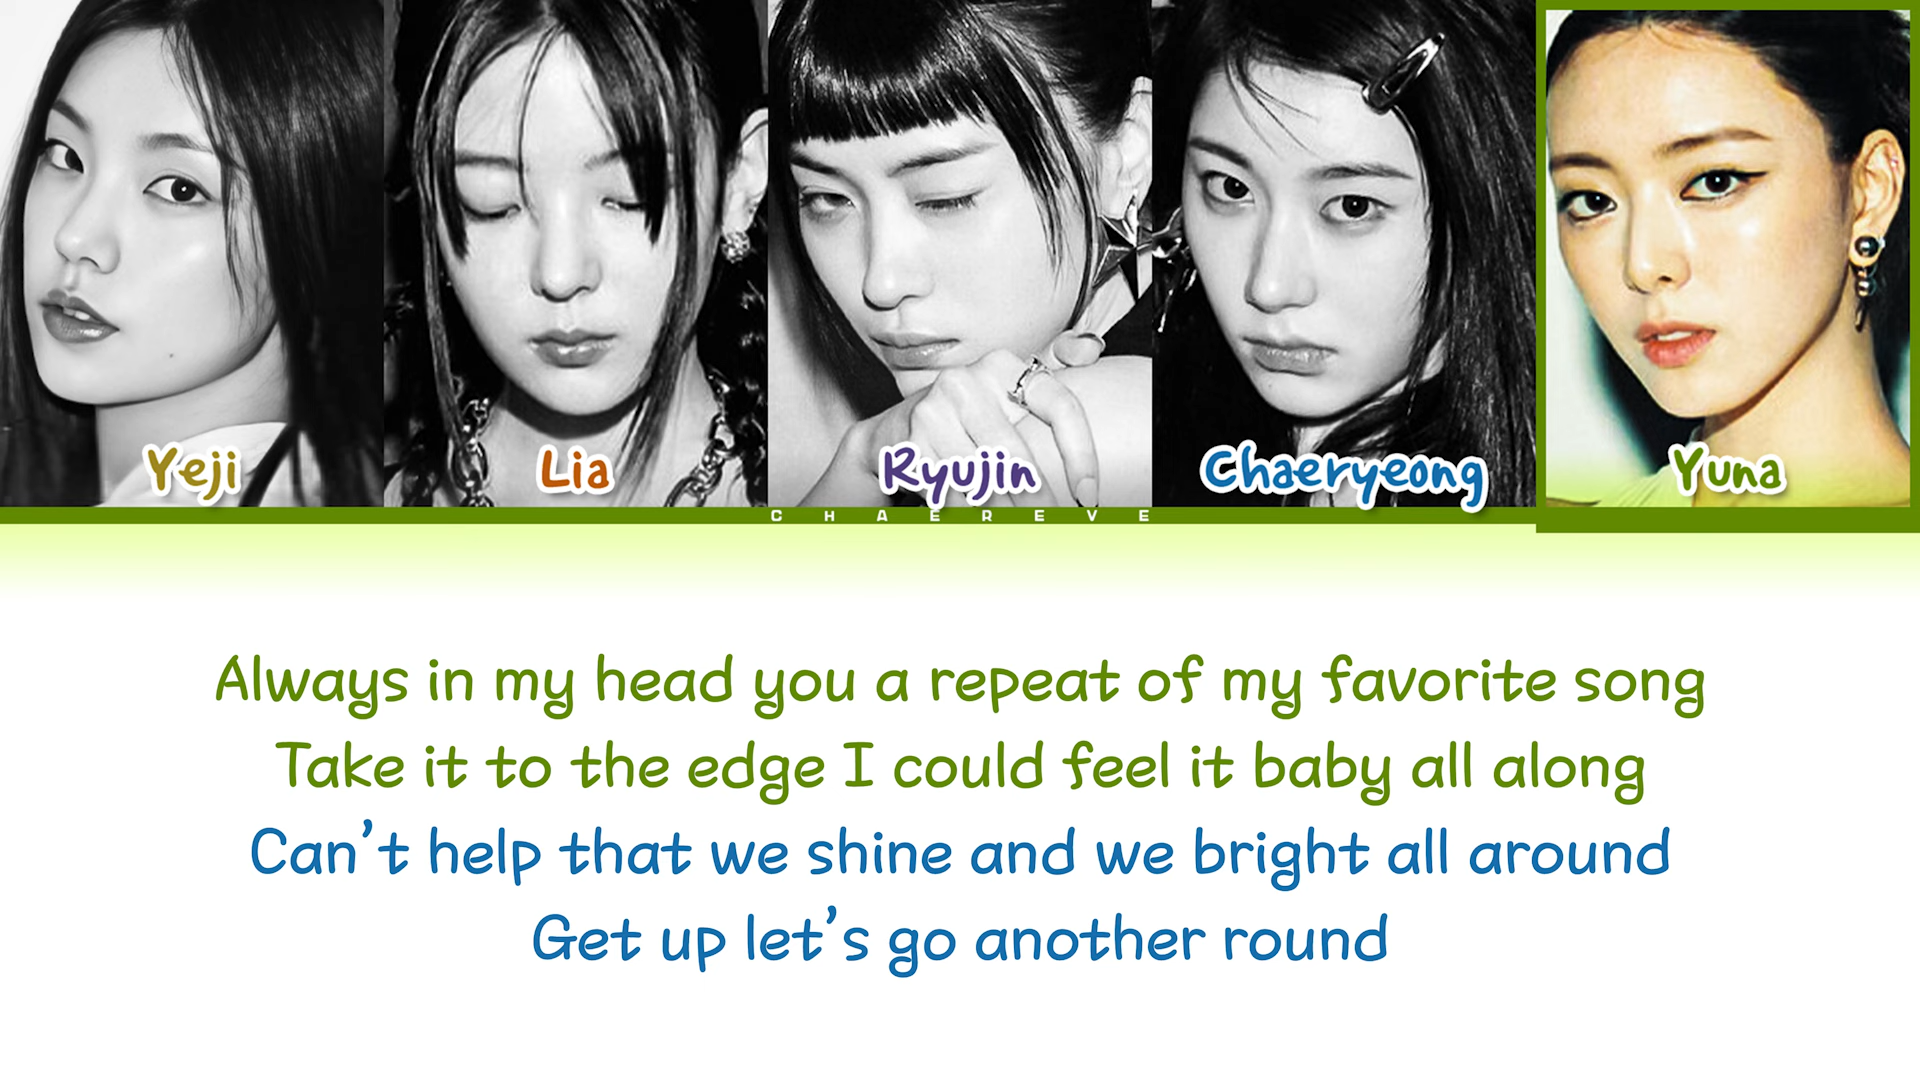 Yeji
Lia
Ryujin
Chaeryeong
Yuna
CHAEREVE
Always in my head you a repeat of my favorite song
Take it to the edge I could feel it baby all along
Can't help that we shine and we bright all around
Get up let's go another round